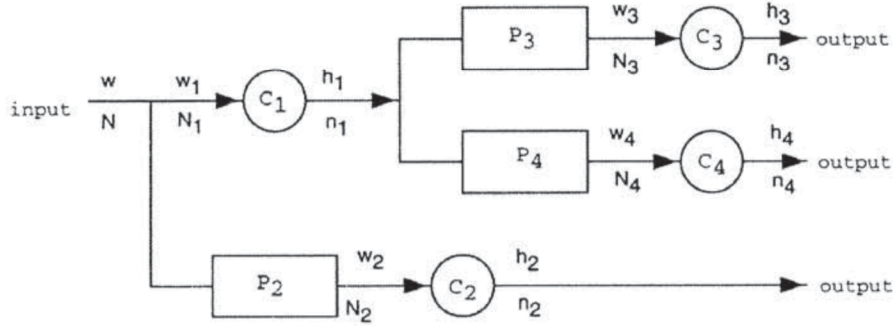 P₃
w₃
N₃
C₃
h₃
n₃
output
input
w
N
w₁
N₁
C₁
h₁
n₁
P₄
w₄
N₄
C₄
h₄
n₄
output
P₂
w₂
N₂
C₂
h₂
n₂
output